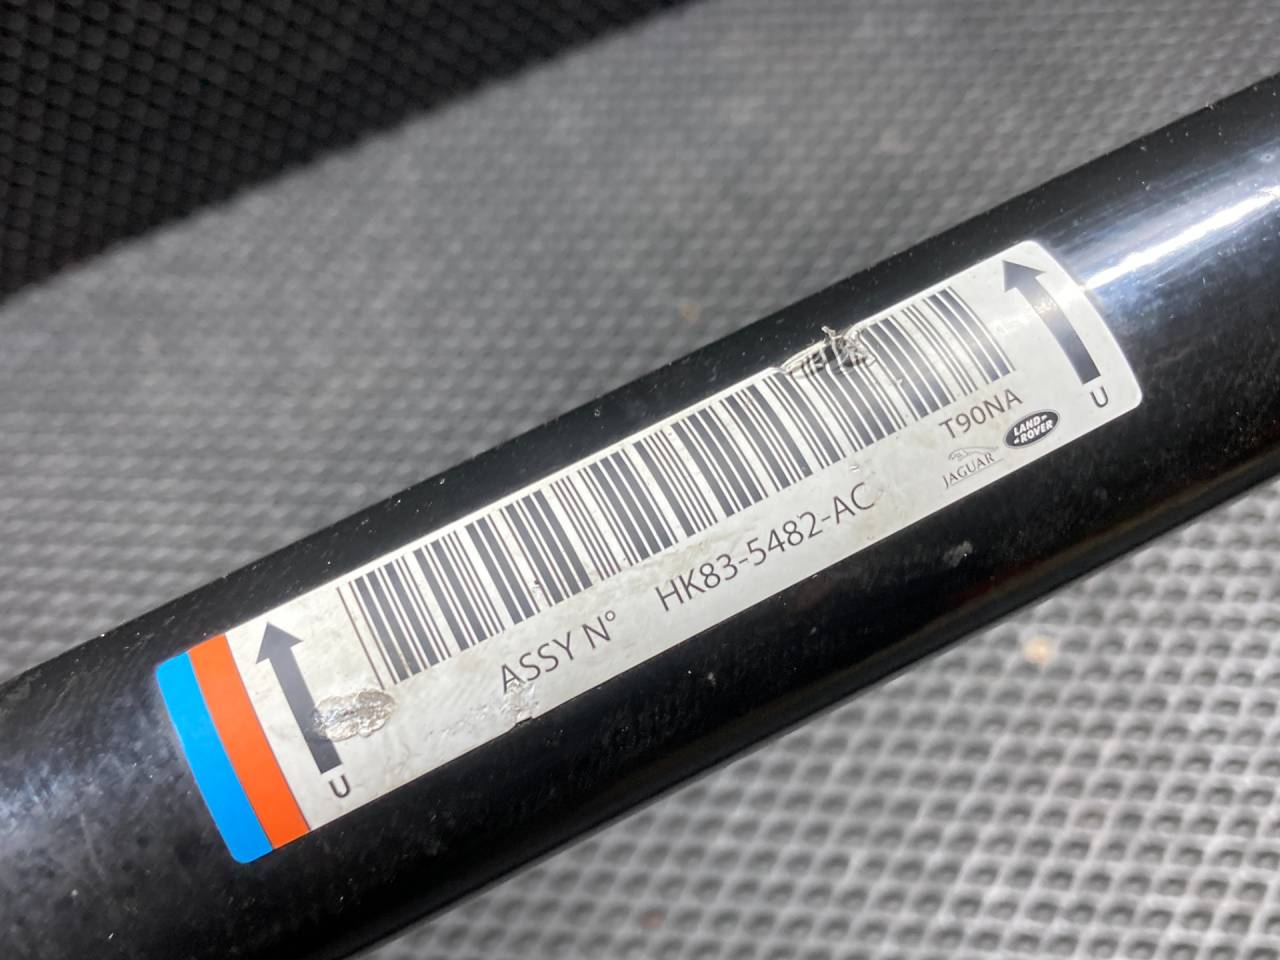 U
ASSY N° HK83-5482-AC
T90NA
JAGUAR
LAND-
-ROVER
U